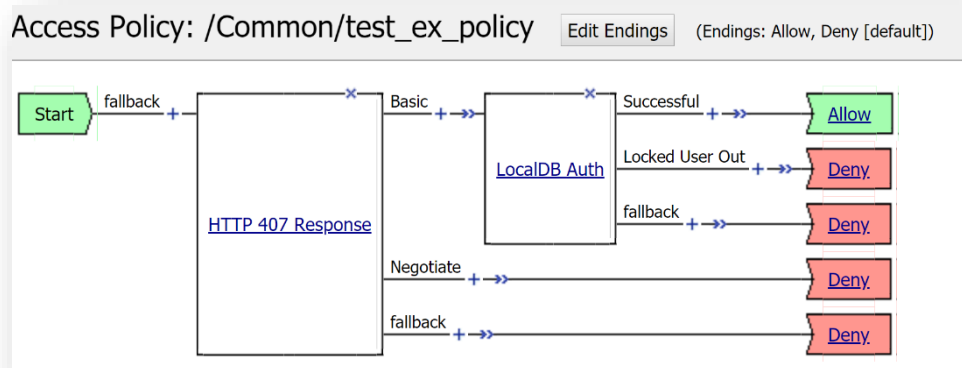 Access Policy: /Common/test_ex_policy Edit Endings (Endings: Allow, Deny [default])
Start fallback Basic Successful Allow
LocalDB Auth Locked User Out Deny
HTTP 407 Response fallback Deny
Negotiate Deny
fallback Deny